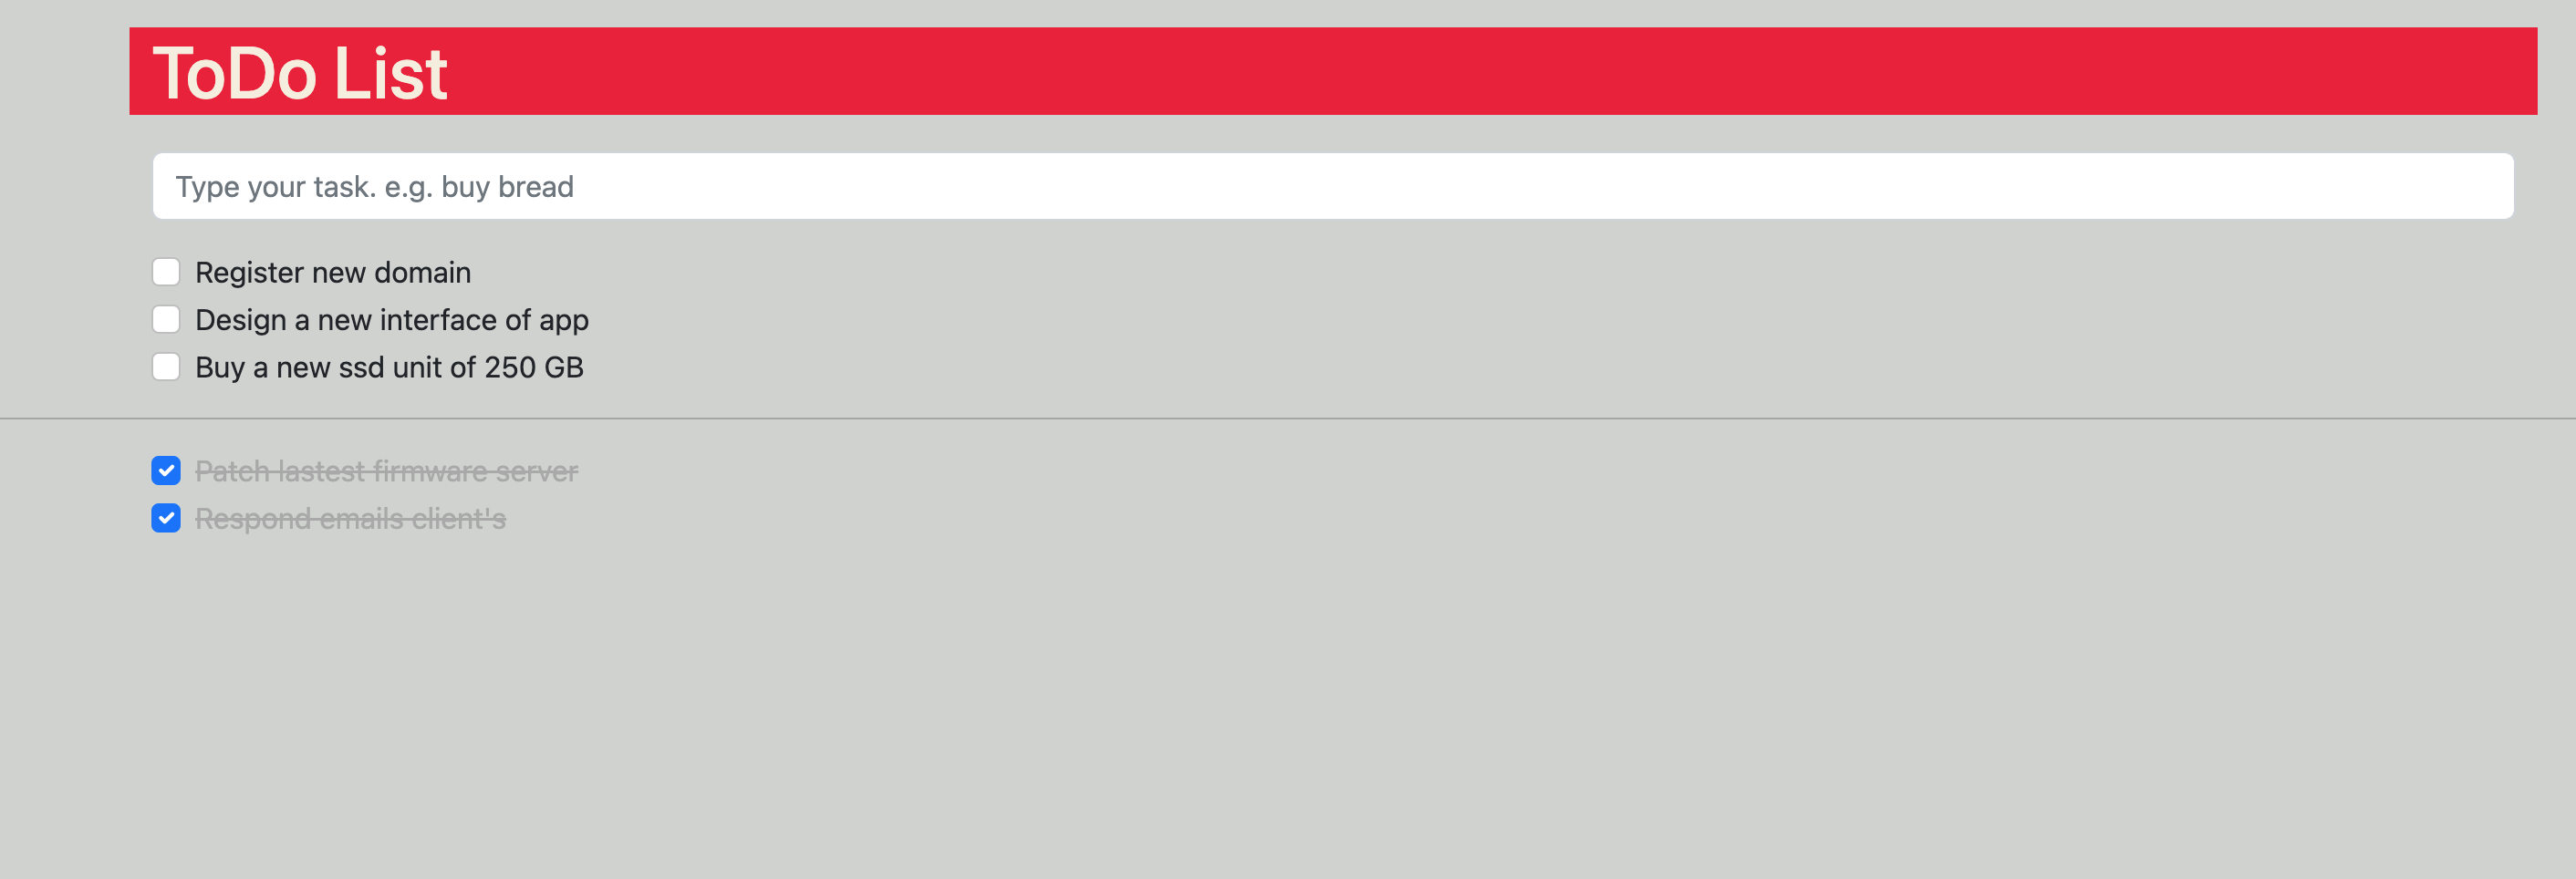 ToDo List
Type your task. e.g. buy bread
Register new domain
Design a new interface of app
Buy a new ssd unit of 250 GB
Patch lastest firmware server
Respond emails client's